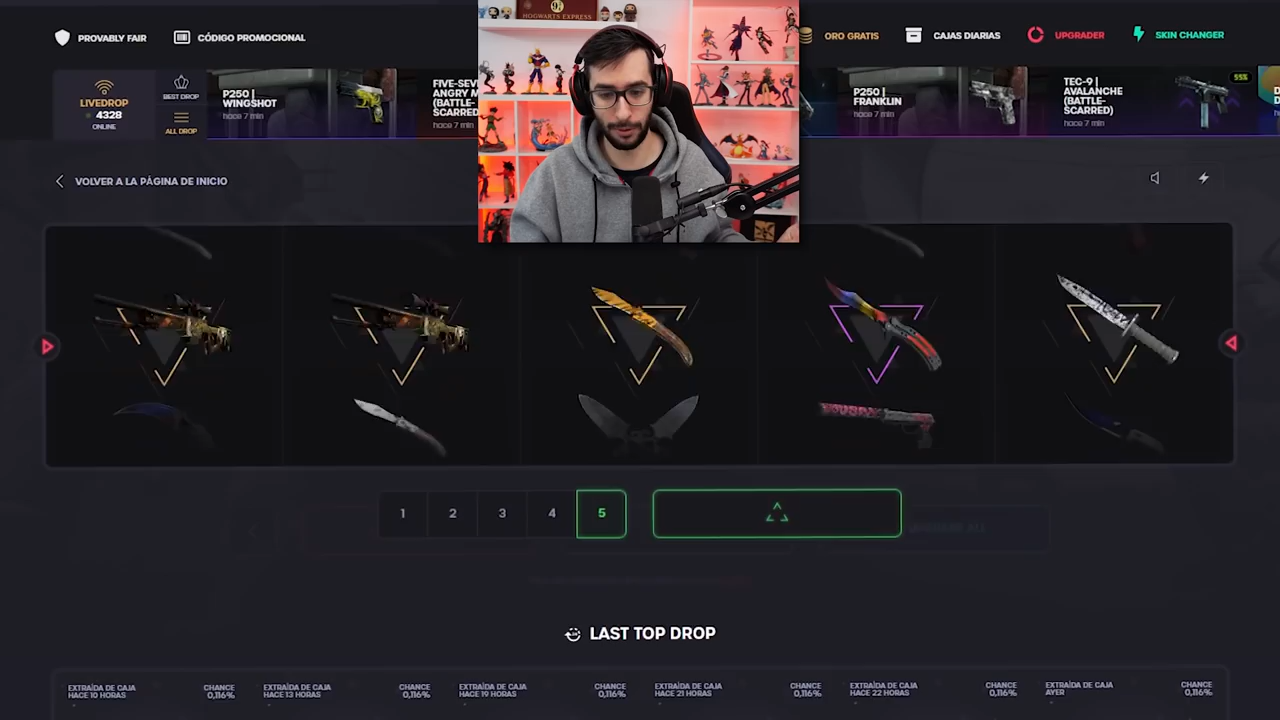 PROVABLY FAIR
CÓDIGO PROMOCIONAL
HOGWARTS EXPRESS
ORO GRATIS
CAJAS DIARIAS
UPGRADER
SKIN CHANGER
LIVEDROP
4328
ONLINE
BEST DROP
ALL DROP
P250 |
WINGSHOT
hace 7 min
ANGRY M
(BATTLE-
SCARRED)
hace 7 min
P250 |
FRANKLIN
hace 7 min
TEC-9 |
AVALANCHE
(BATTLE-
SCARRED)
hace 7 min
55%
VOLVER A LA PÁGINA DE INICIO
1
2
3
4
5
LAST TOP DROP
EXTRAÍDA DE CAJA
HACE 10 HORAS
CHANCE
0,116%
EXTRAÍDA DE CAJA
HACE 13 HORAS
CHANCE
0,116%
EXTRAÍDA DE CAJA
HACE 19 HORAS
CHANCE
0,116%
EXTRAÍDA DE CAJA
HACE 21 HORAS
CHANCE
0,116%
EXTRAÍDA DE CAJA
HACE 22 HORAS
CHANCE
0,116%
EXTRAÍDA DE CAJA
AYER
CHANCE
0,116%